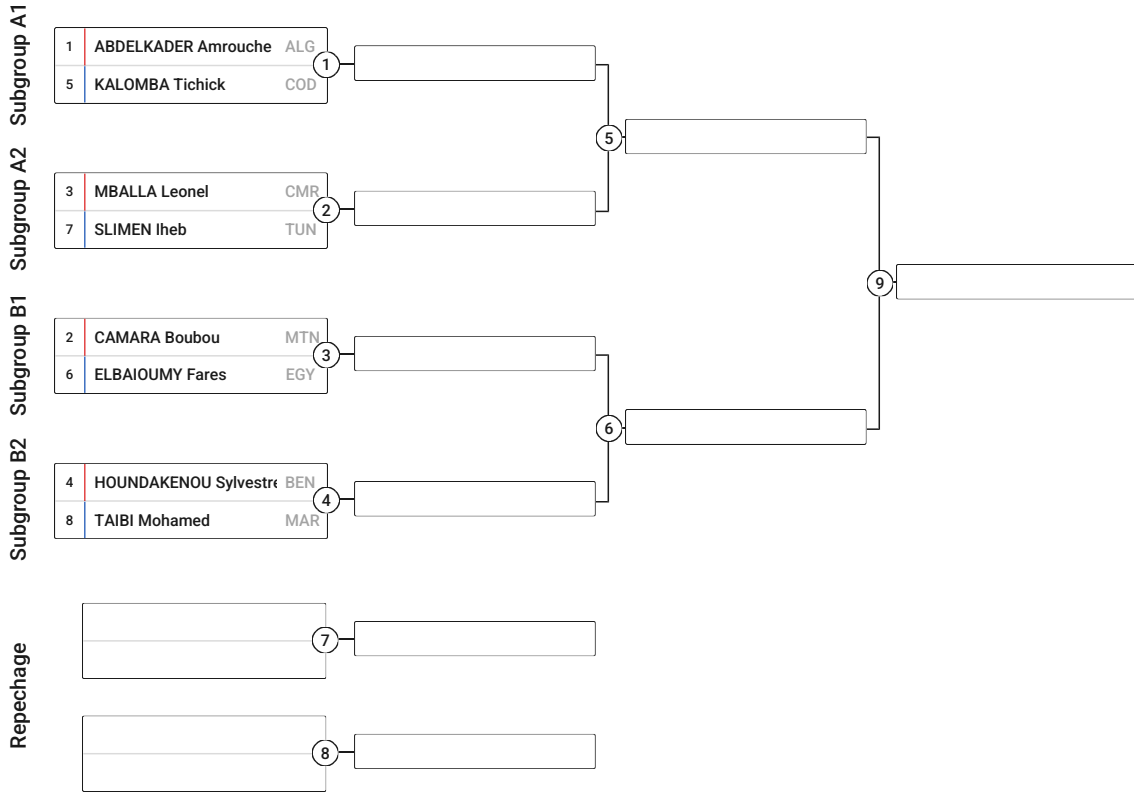 Subgroup A1
1 ABDELKADER Amrouche ALG
5 KALOMBA Tichick COD
1
5
Subgroup A2
3 MBALLA Leonel CMR
7 SLIMEN Iheb TUN
2
9
Subgroup B1
2 CAMARA Boubou MTN
6 ELBAIOUMY Fares EGY
3
6
Subgroup B2
4 HOUNDAKENOU Sylvestre BEN
8 TAIBI Mohamed MAR
4
Repechage
7
8